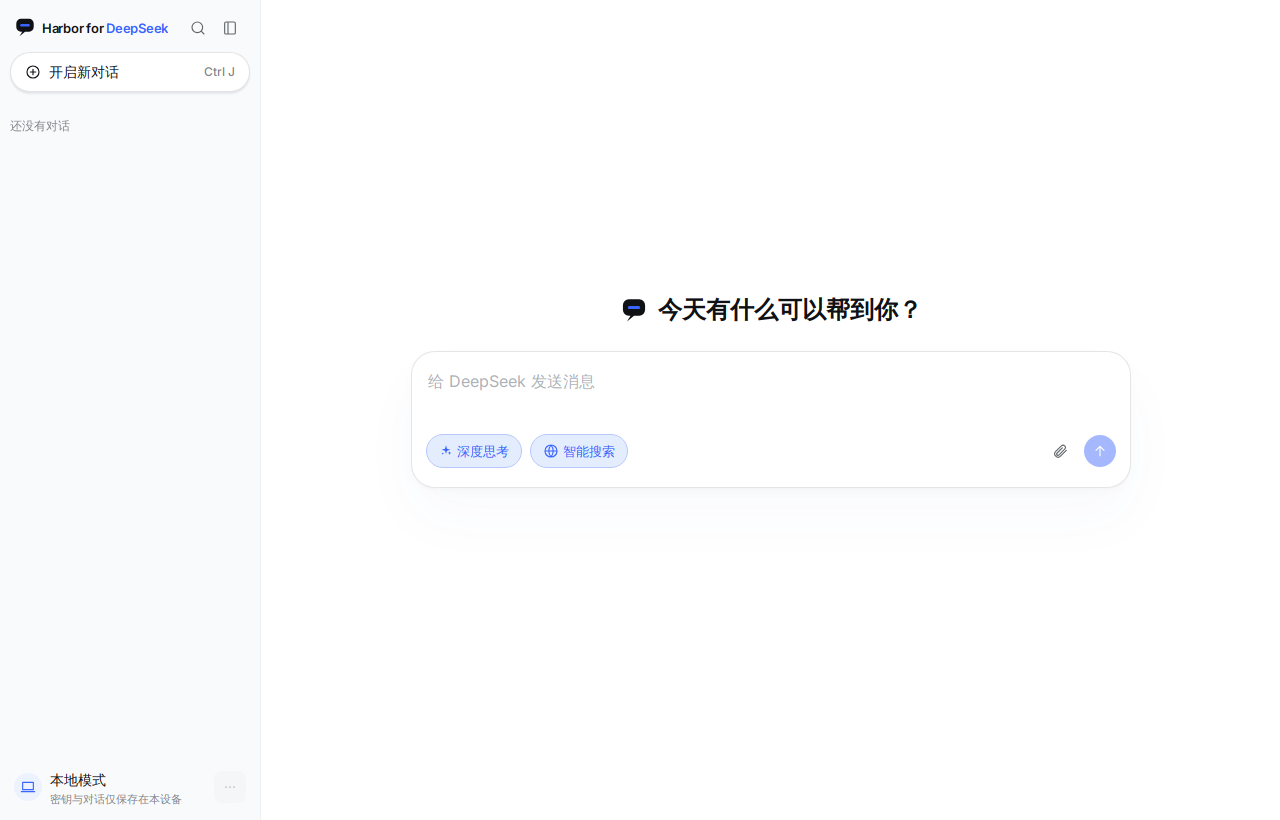 Harbor for DeepSeek
开启新对话 Ctrl J
还没有对话
今天有什么可以帮到你？
给 DeepSeek 发送消息
深度思考 智能搜索
本地模式
密钥与对话仅保存在本设备